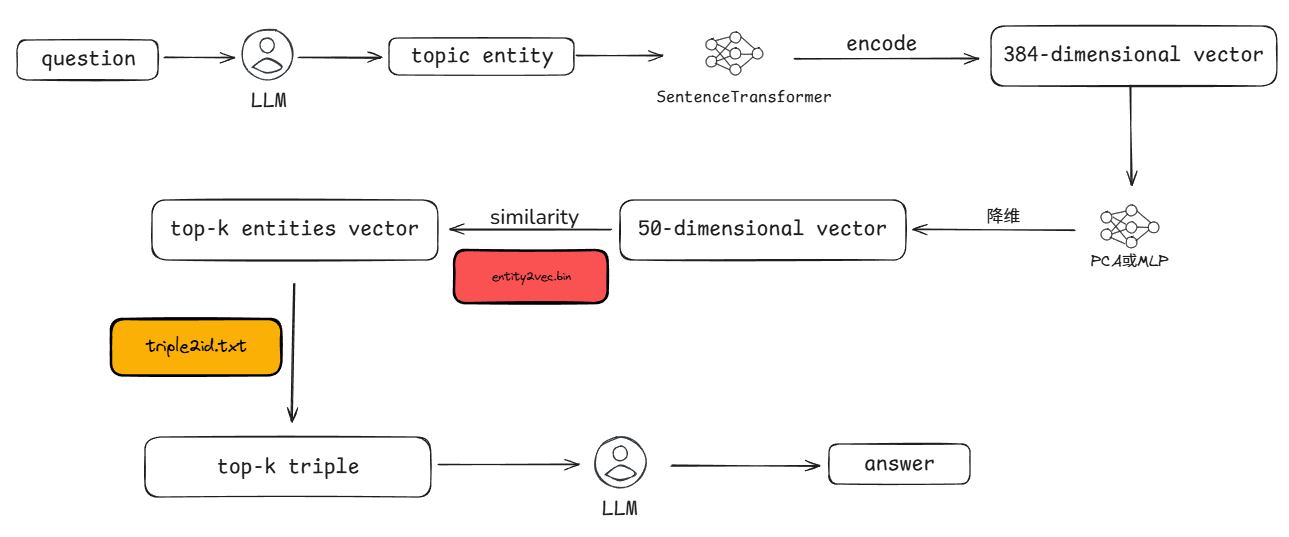 question
LLM
topic entity
SentenceTransformer
encode
384-dimensional vector
PCA或MLP
降维
50-dimensional vector
similarity
entity2vec.bin
top-k entities vector
triple2id.txt
top-k triple
LLM
answer